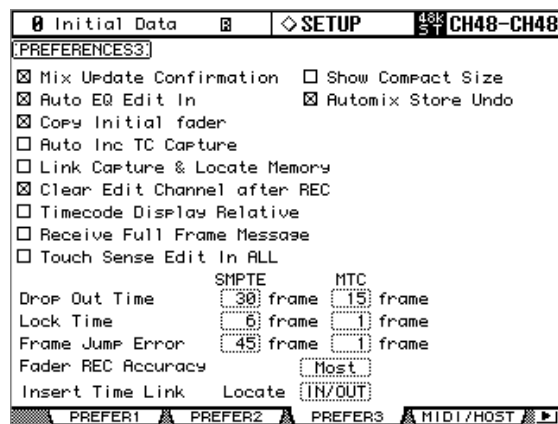 0 Initial Data R ◇SETUP 48k ST CH48-CH48
PREFERENCES3
☒ Mix Update Confirmation ☐ Show Compact Size
☒ Auto EQ Edit In ☒ Automix Store Undo
☒ Copy Initial fader
☐ Auto Inc TC Capture
☐ Link Capture & Locate Memory
☒ Clear Edit Channel after REC
☐ Timecode Display Relative
☐ Receive Full Frame Message
☐ Touch Sense Edit In ALL
SMPTE MTC
Drop Out Time 30 frame 15 frame
Lock Time 6 frame 1 frame
Frame Jump Error 45 frame 1 frame
Fader REC Accuracy Most
Insert Time Link Locate IN/OUT
PREFER1 PREFER2 PREFER3 MIDI/HOST